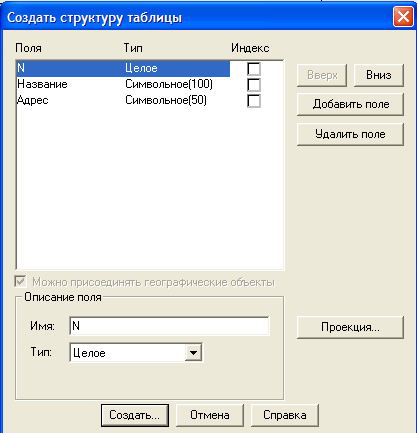 Создать структуру таблицы
Поля Тип Индекс
N Целое
Название Символьное(100)
Адрес Символьное(50)
Вверх Вниз
Добавить поле
Удалить поле
Можно присоединять географические объекты
Описание поля
Имя: N
Проекция...
Тип: Целое
Создать... Отмена Справка